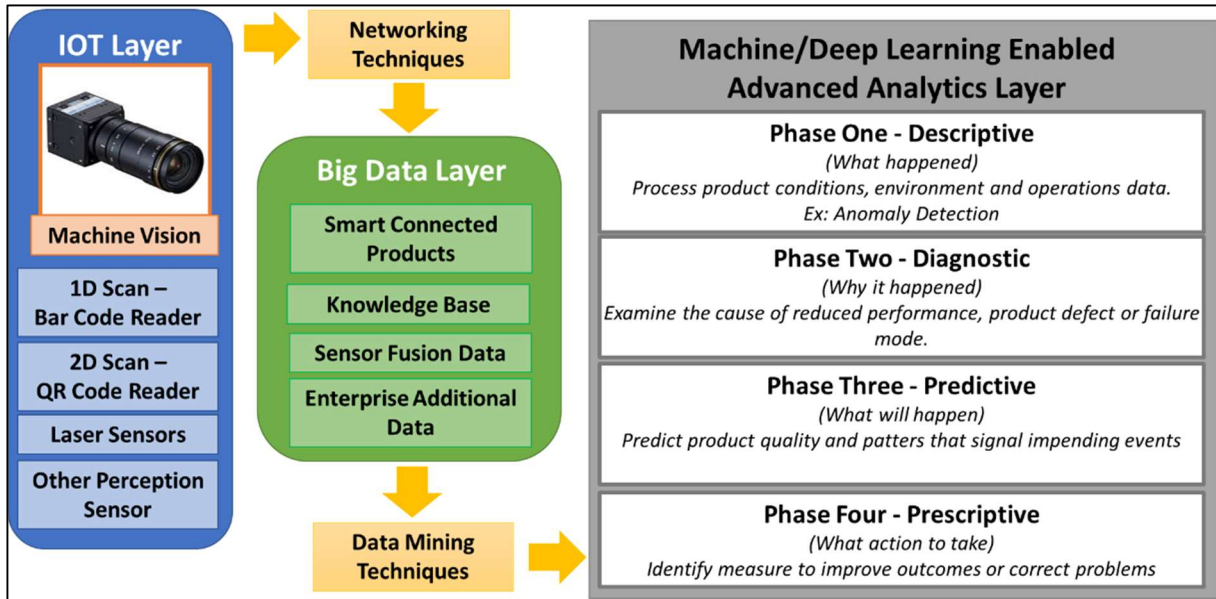 IOT Layer
Machine Vision
1D Scan –
Bar Code Reader
2D Scan –
QR Code Reader
Laser Sensors
Other Perception
Sensor
Networking
Techniques
Big Data Layer
Smart Connected
Products
Knowledge Base
Sensor Fusion Data
Enterprise Additional
Data
Data Mining
Techniques
Machine/Deep Learning Enabled
Advanced Analytics Layer
Phase One - Descriptive
(What happened)
Process product conditions, environment and operations data.
Ex: Anomaly Detection
Phase Two - Diagnostic
(Why it happened)
Examine the cause of reduced performance, product defect or failure
mode.
Phase Three - Predictive
(What will happen)
Predict product quality and patters that signal impending events
Phase Four - Prescriptive
(What action to take)
Identify measure to improve outcomes or correct problems